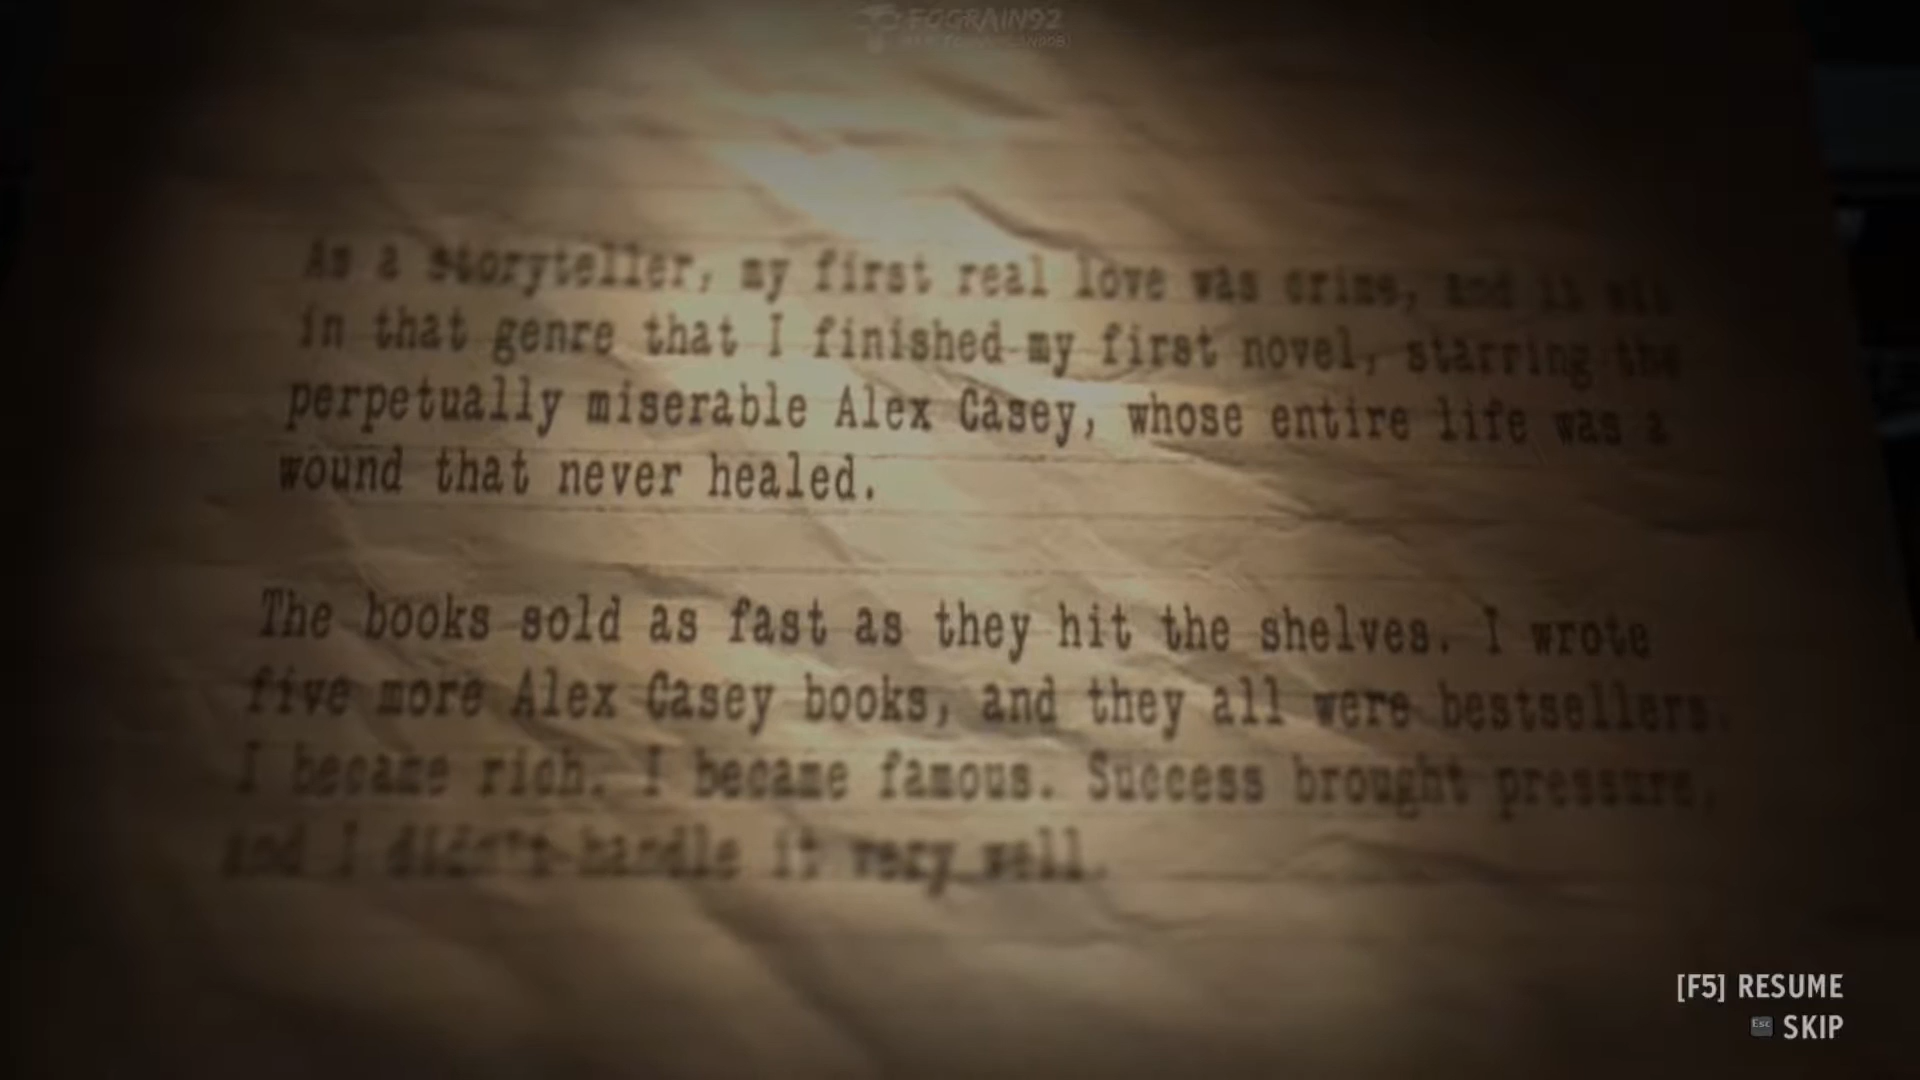 FOGRAIN92
As a storyteller, my first real love was crime, and it
in that genre that I finished my first novel, starring the
perpetually miserable Alex Casey, whose entire life was a
wound that never healed.
The books sold as fast as they hit the shelves. I wrote
five more Alex Casey books, and they all were bestsellers.
I became rich. I became famous. Success brought pressure,
and I didn't handle it very well.
[F5] RESUME
Esc SKIP